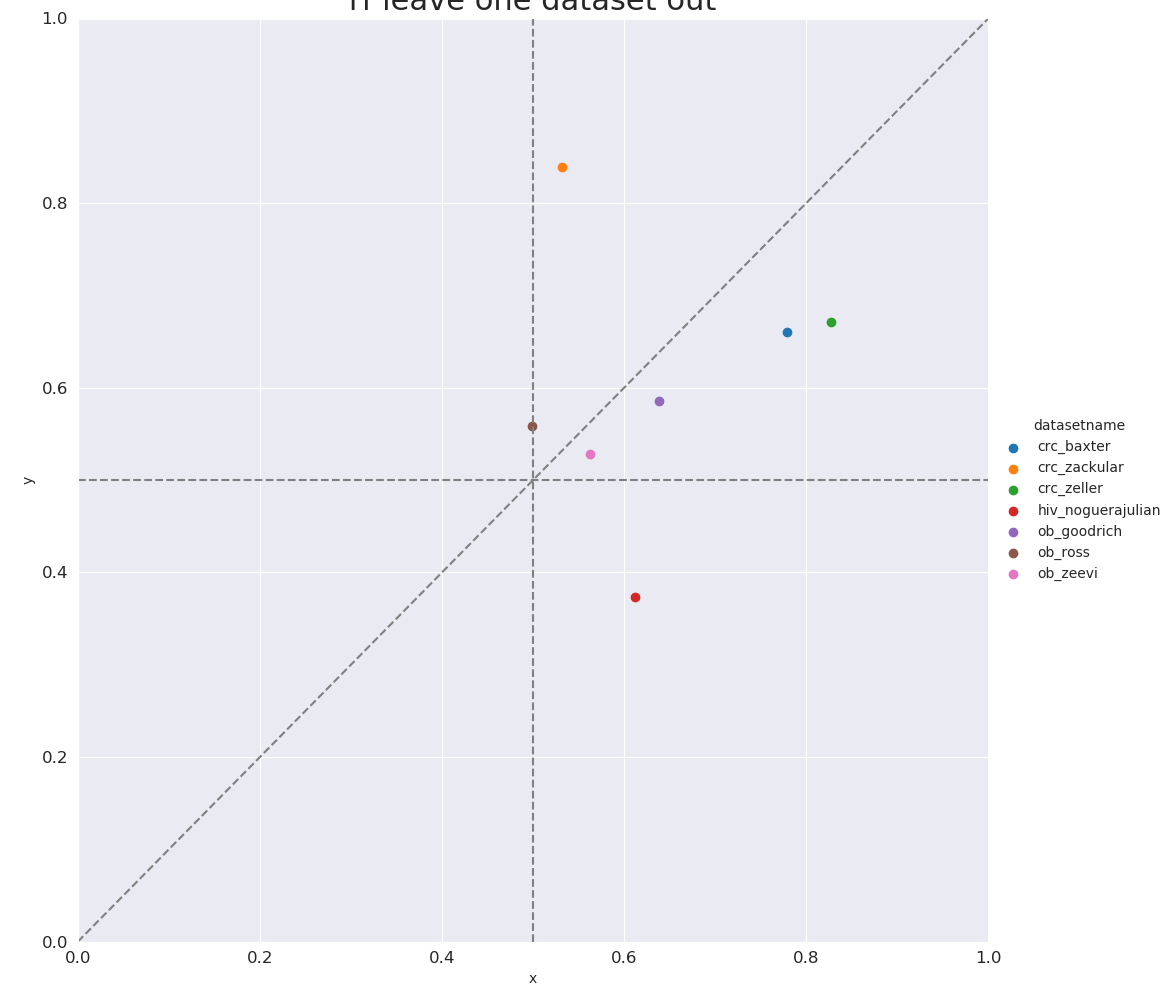 leave one dataset out
1.0
0.8
0.6
0.4
0.2
0.0
0.0 0.2 0.4 0.6 0.8 1.0
x
y
datasetname
crc_baxter
crc_zackular
crc_zeller
hiv_noguerajulian
ob_goodrich
ob_ross
ob_zeevi